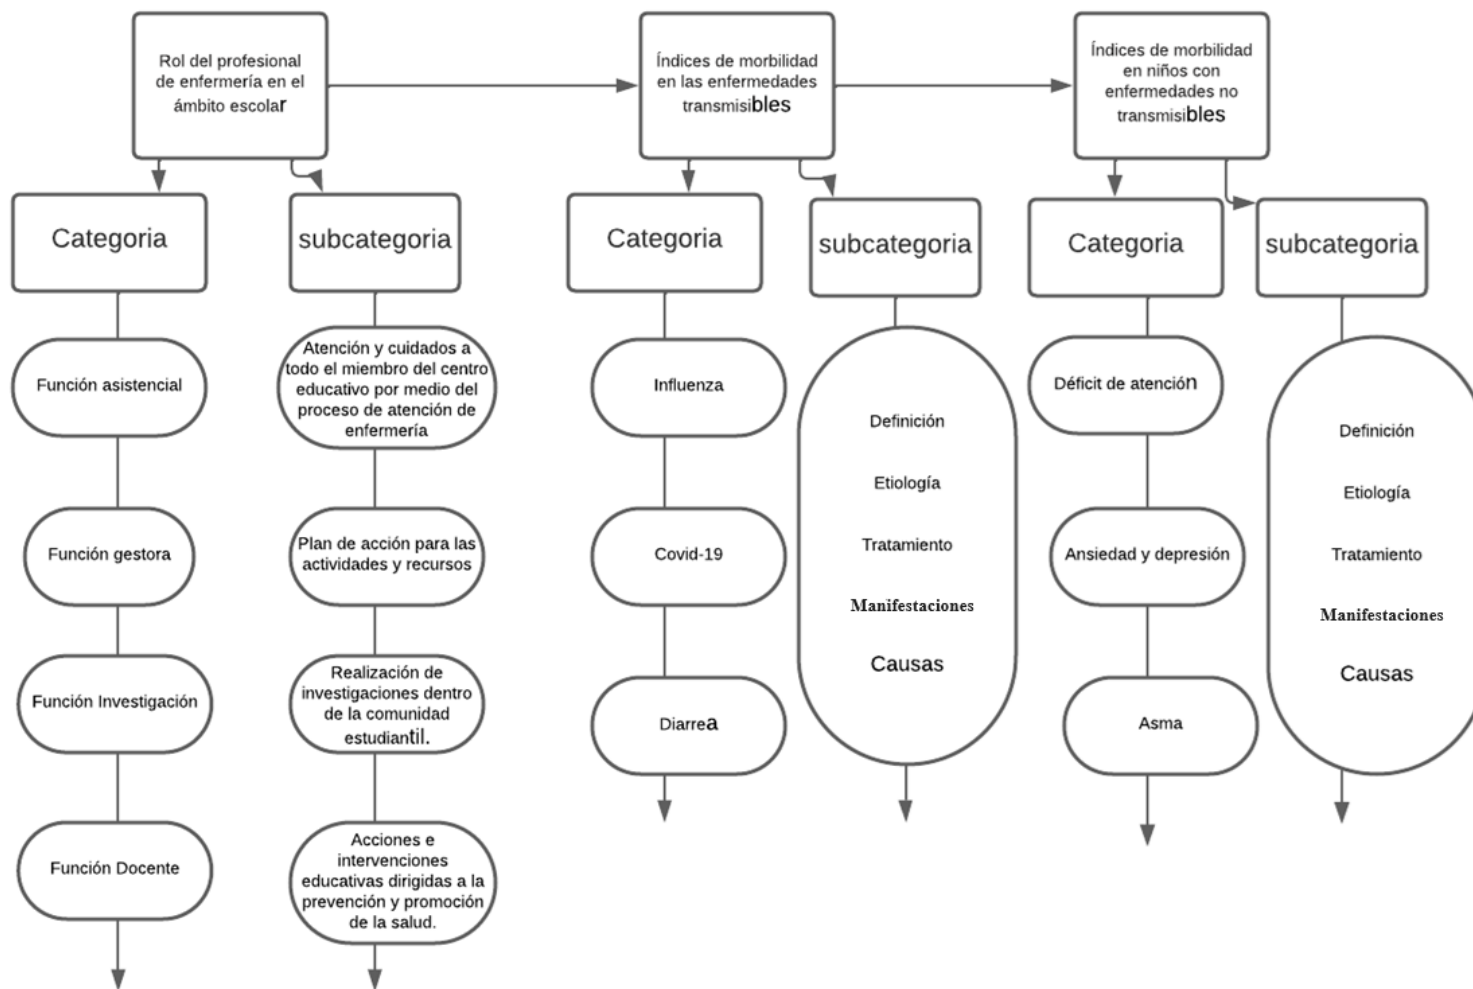 Rol del profesional
de enfermería en el
ámbito escolar
Índices de morbilidad
en las enfermedades
transmisibles
Índices de morbilidad
en niños con
enfermedades no
transmisibles
Categoria
subcategoria
Categoria
subcategoria
Categoria
subcategoria
Función asistencial
Función gestora
Función Investigación
Función Docente
Atención y cuidados a
todo el miembro del centro
educativo por medio del
proceso de atención de
enfermería
Plan de acción para las
actividades y recursos
Realización de
investigaciones dentro
de la comunidad
estudiantil.
Acciones e
intervenciones
educativas dirigidas a la
prevención y promoción
de la salud.
Influenza
Covid-19
Diarrea
Definición
Etiología
Tratamiento
Manifestaciones
Causas
Déficit de atención
Ansiedad y depresión
Asma
Definición
Etiología
Tratamiento
Manifestaciones
Causas